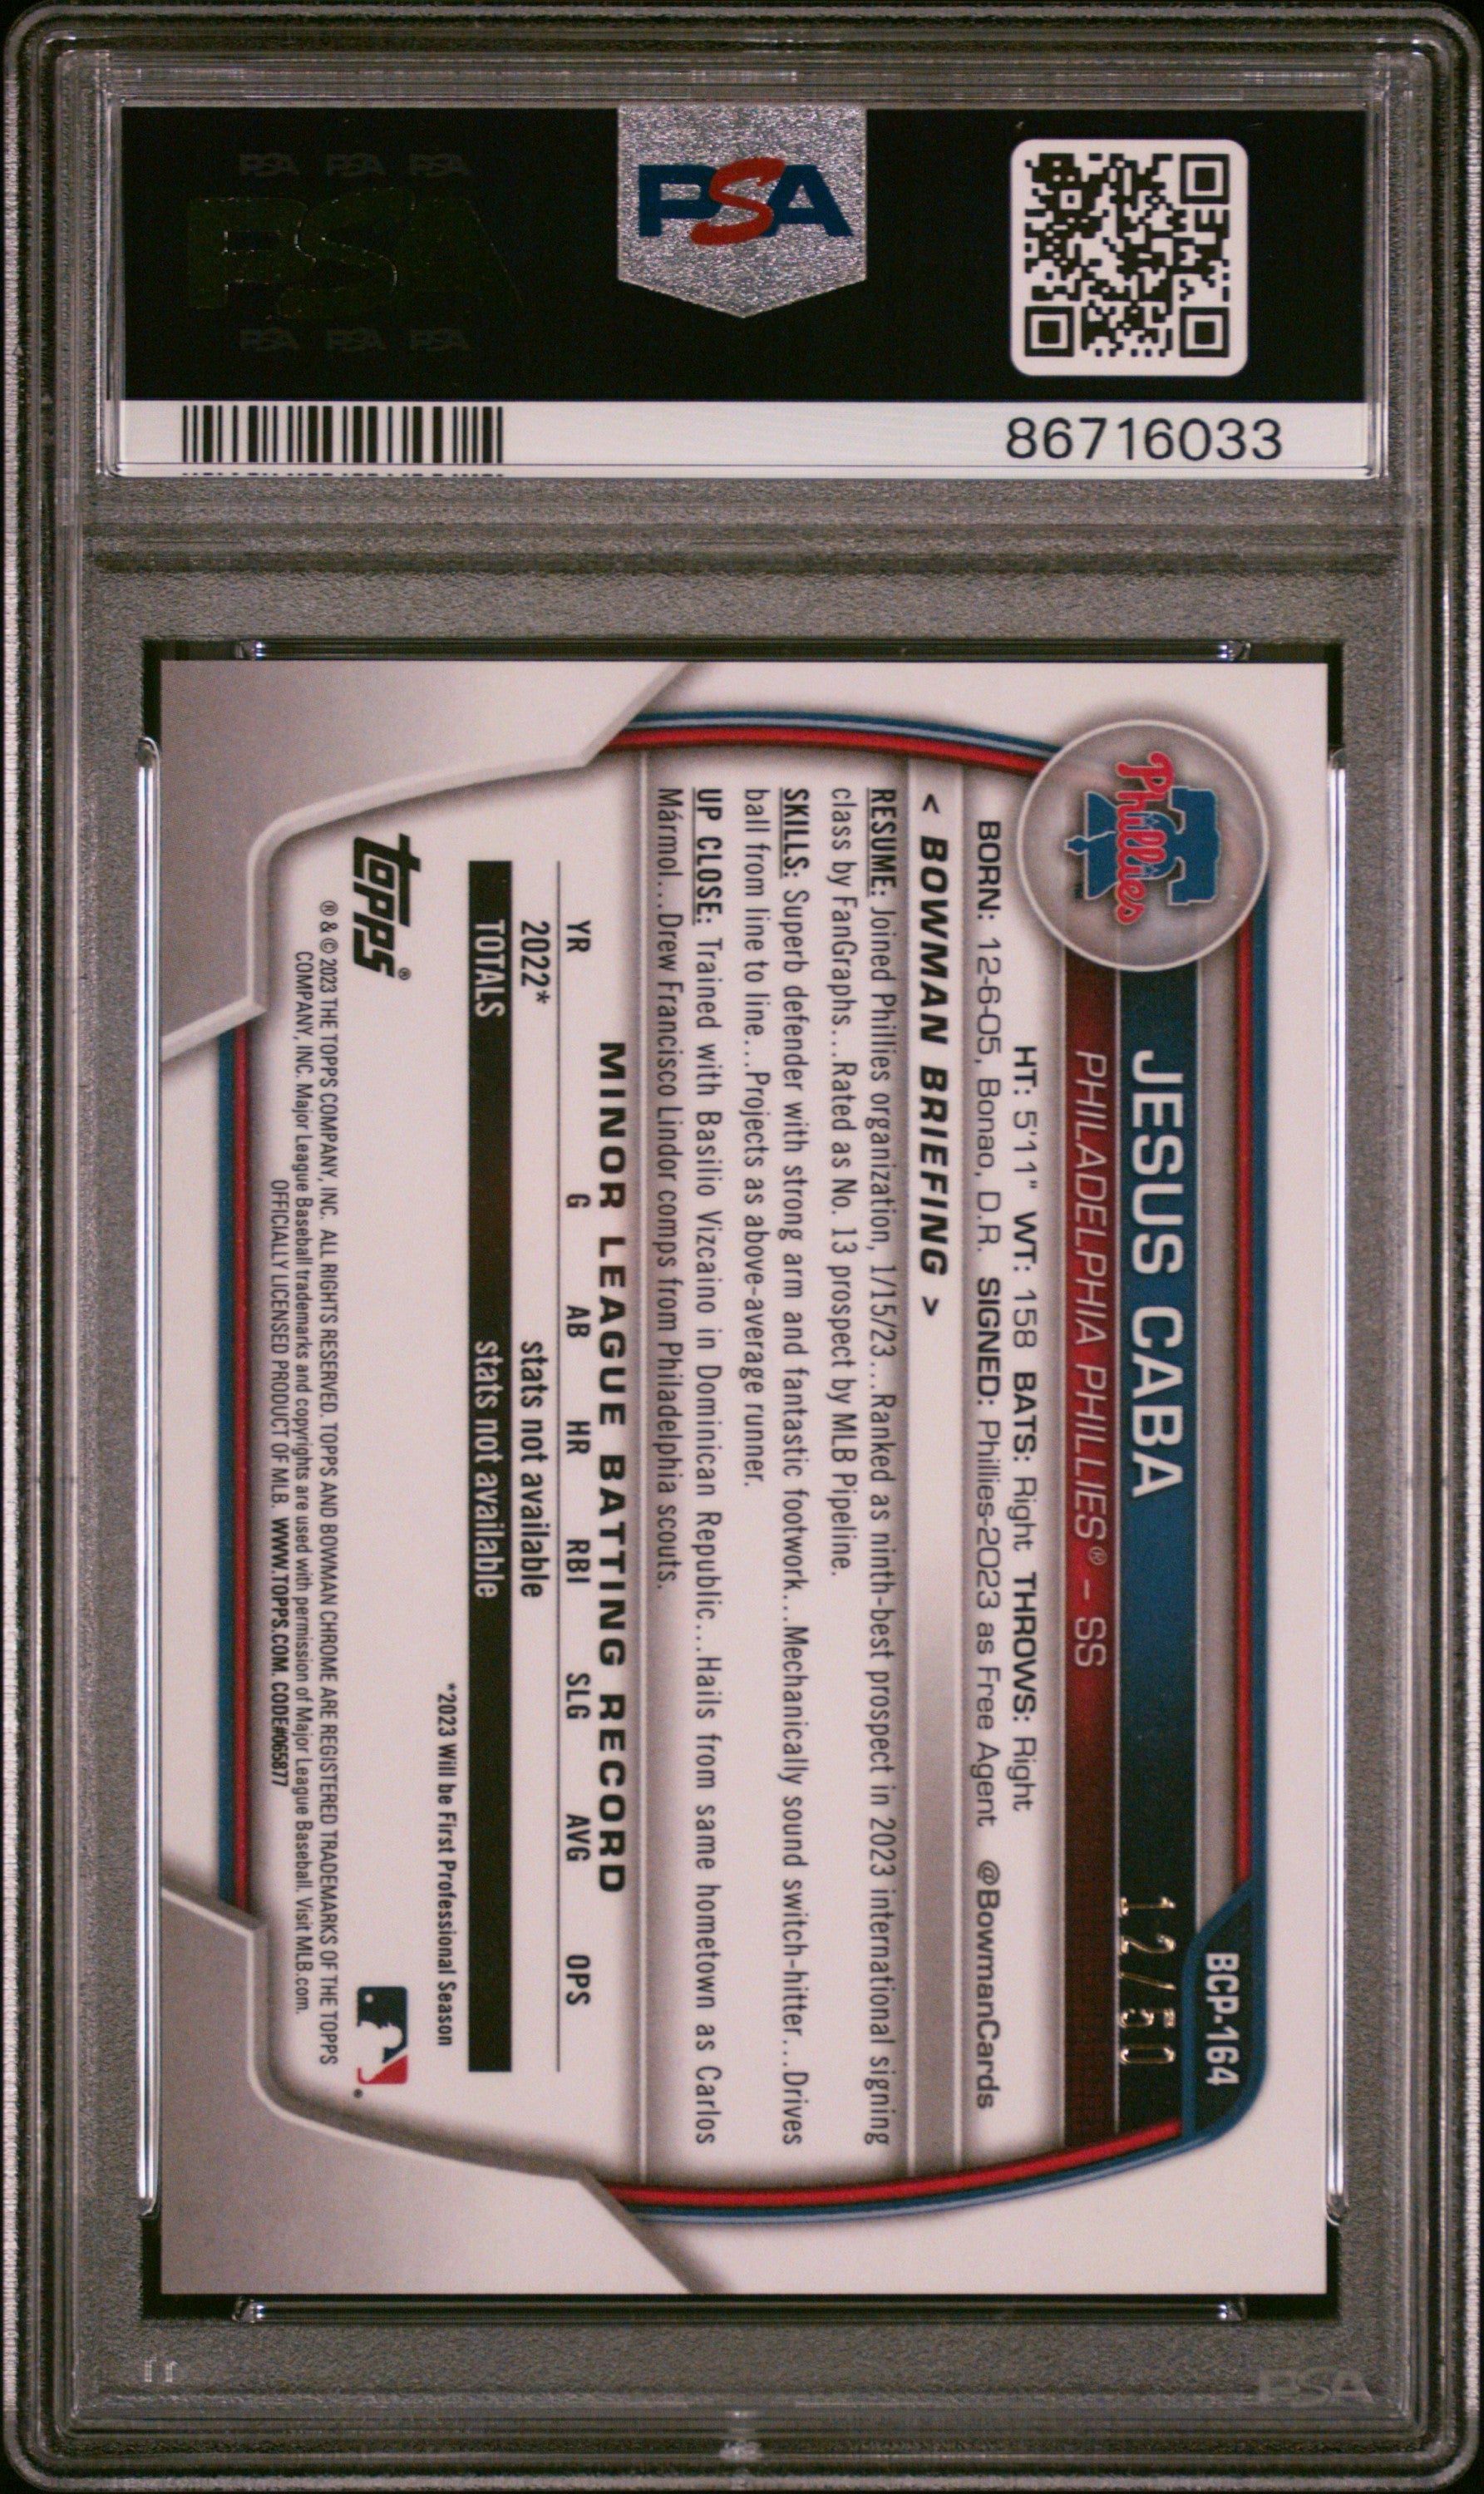 PSA PSA PSA
PSA
PSA PSA PSA
PSA
86716033
BCP-164
12/50
JESUS CABA
PHILADELPHIA PHILLIES® – SS
Phillies
HT: 5'11" WT: 158 BATS: Right THROWS: Right
BORN: 12-6-05, Bonao, D.R. SIGNED: Phillies-2023 as Free Agent @BowmanCards
< BOWMAN BRIEFING >
RESUME: Joined Phillies organization, 1/15/23...Ranked as ninth-best prospect in 2023 international signing
class by FanGraphs...Rated as No. 13 prospect by MLB Pipeline.
SKILLS: Superb defender with strong arm and fantastic footwork...Mechanically sound switch-hitter...Drives
ball from line to line...Projects as above-average runner.
UP CLOSE: Trained with Basilio Vizcaino in Dominican Republic...Hails from same hometown as Carlos
Mármol...Drew Francisco Lindor comps from Philadelphia scouts.
MINOR LEAGUE BATTING RECORD
YR G AB HR RBI SLG AVG OPS
2022* stats not available
TOTALS stats not available
*2023 Will be First Professional Season
topps®
® & © 2023 THE TOPPS COMPANY, INC. ALL RIGHTS RESERVED. TOPPS AND BOWMAN CHROME ARE REGISTERED TRADEMARKS OF THE TOPPS
COMPANY, INC. Major League Baseball trademarks and copyrights are used with permission of Major League Baseball. Visit MLB.com.
OFFICIALLY LICENSED PRODUCT OF MLB. WWW.TOPPS.COM. CODE#065877
PSA